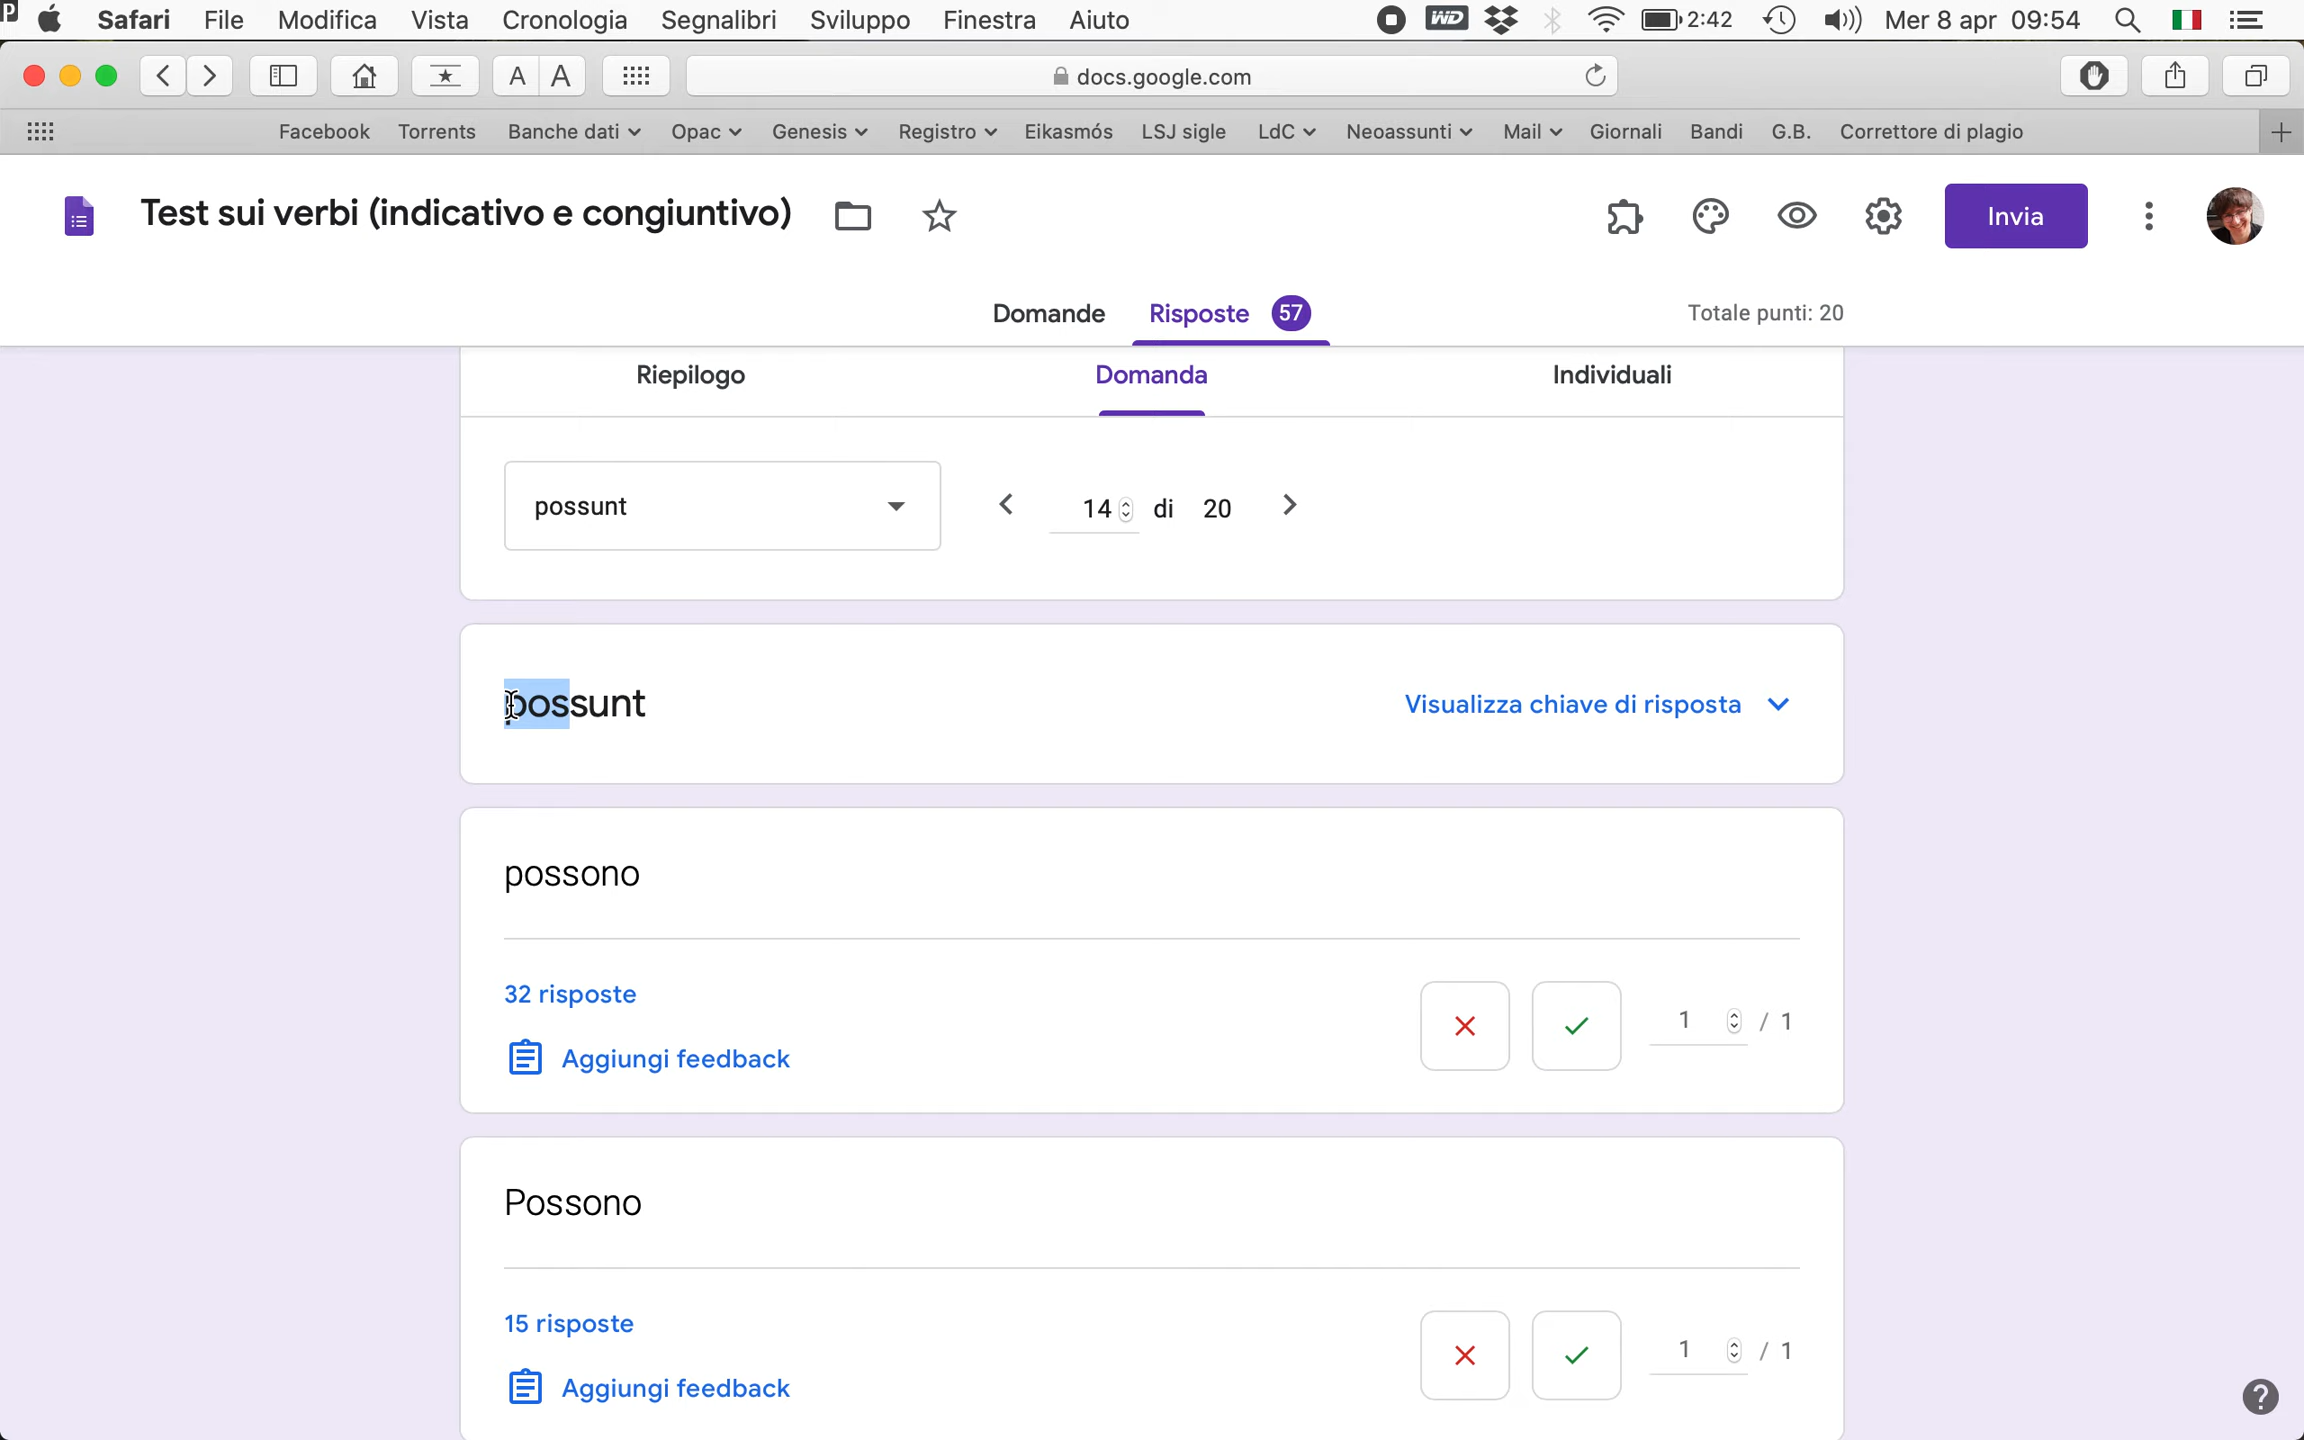 P
Safari File Modifica Vista Cronologia Segnalibri Sviluppo Finestra Aiuto WD 2:42 Mer 8 apr 09:54
A A docs.google.com
Facebook Torrents Banche dati Opac Genesis Registro Eikasmós LSJ sigle LdC Neoassunti Mail Giornali Bandi G.B. Correttore di plagio
Test sui verbi (indicativo e congiuntivo) Invia
Domande Risposte 57 Totale punti: 20
Riepilogo Domanda Individuali
possunt 14 di 20
possunt Visualizza chiave di risposta
possono
32 risposte
1 / 1
Aggiungi feedback
Possono
15 risposte
1 / 1
Aggiungi feedback
?